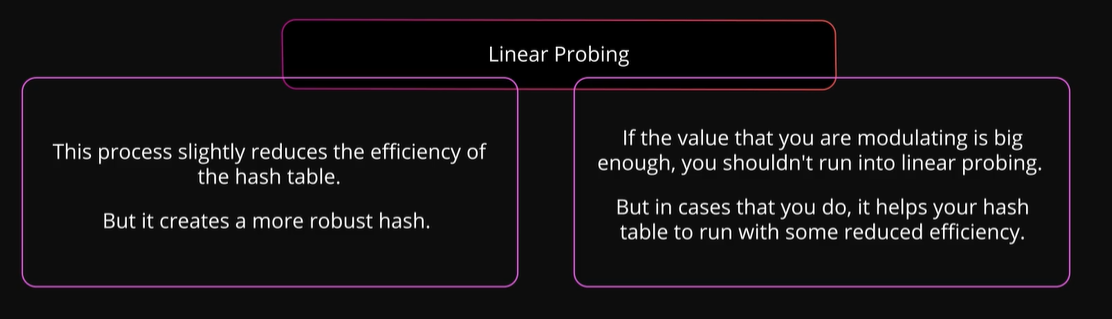 Linear Probing
This process slightly reduces the efficiency of
the hash table.
But it creates a more robust hash.
If the value that you are modulating is big
enough, you shouldn't run into linear probing.
But in cases that you do, it helps your hash
table to run with some reduced efficiency.